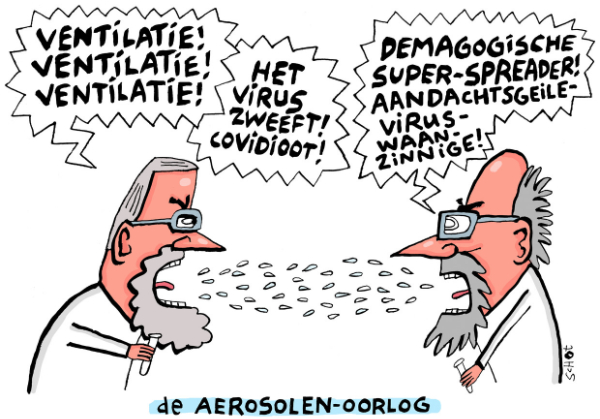 VENTILATIE!
VENTILATIE!
VENTILATIE!
HET
VIRUS
ZWEEFT!
COVIDIOOT!
DEMAGOGISCHE
SUPER-SPREADER!
AANDACHTSGEILE-
VIRUS-
WAAN-
ZINNIGE!
SCHOT
de AEROSOLEN-OORLOG